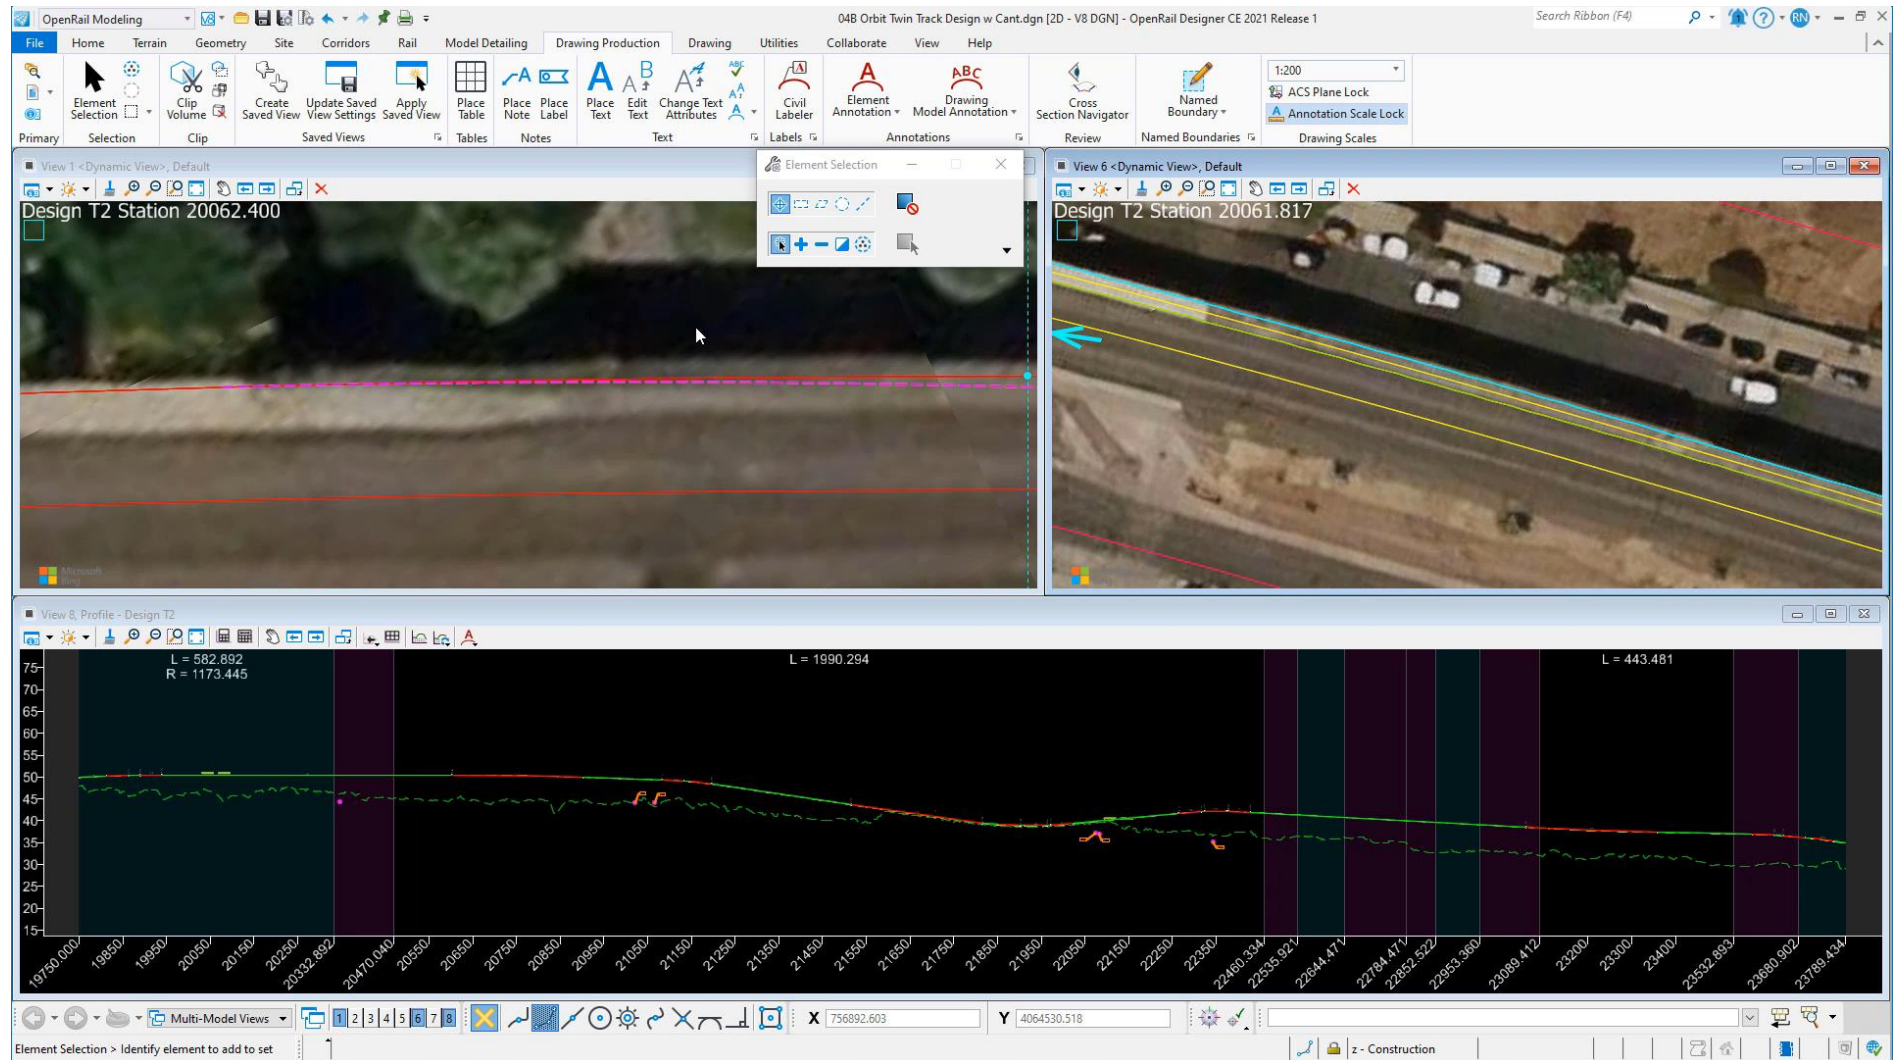 OpenRail Modeling
04B Orbit Twin Track Design w Cant.dgn [2D - V8 DGN] - OpenRail Designer CE 2021 Release 1
Search Ribbon (F4)
RN
File Home Terrain Geometry Site Corridors Rail Model Detailing Drawing Production Drawing Utilities Collaborate View Help
Element Selection
Clip Volume
Create Saved View
Update Saved View Settings
Apply Saved View
Place Table
Place Note
Place Label
Place Text
Edit Text
Change Text Attributes
Civil Labeler
Element Annotation
Drawing Model Annotation
Cross Section Navigator
Named Boundary
1:200
ACS Plane Lock
Annotation Scale Lock
Primary Selection Clip Saved Views Tables Notes Text Labels Annotations Review Named Boundaries Drawing Scales
View 1 <Dynamic View>, Default
Element Selection
View 6 <Dynamic View>, Default
Design T2 Station 20062.400
Design T2 Station 20061.817
Microsoft
Bing
View 8, Profile - Design T2
L = 582.892
R = 1173.445
L = 1990.294
L = 443.481
75
70
65
60
55
50
45
40
35
30
25
20
15
19750.000 19850 19950 20050 20150 20250 20332.892 20470.040 20550 20650 20750 20850 20950 21050 21150 21250 21350 21450 21550 21650 21750 21850 21950 22050 22150 22250 22350 22460.334 22535.921 22644.471 22784.471 22852.522 22953.360 23089.412 23200 23300 23400 23532.893 23680.902 23789.434
Multi-Model Views 1 2 3 4 5 6 7 8 X 756892.603 Y 4064530.518
Element Selection > Identify element to add to set
z - Construction